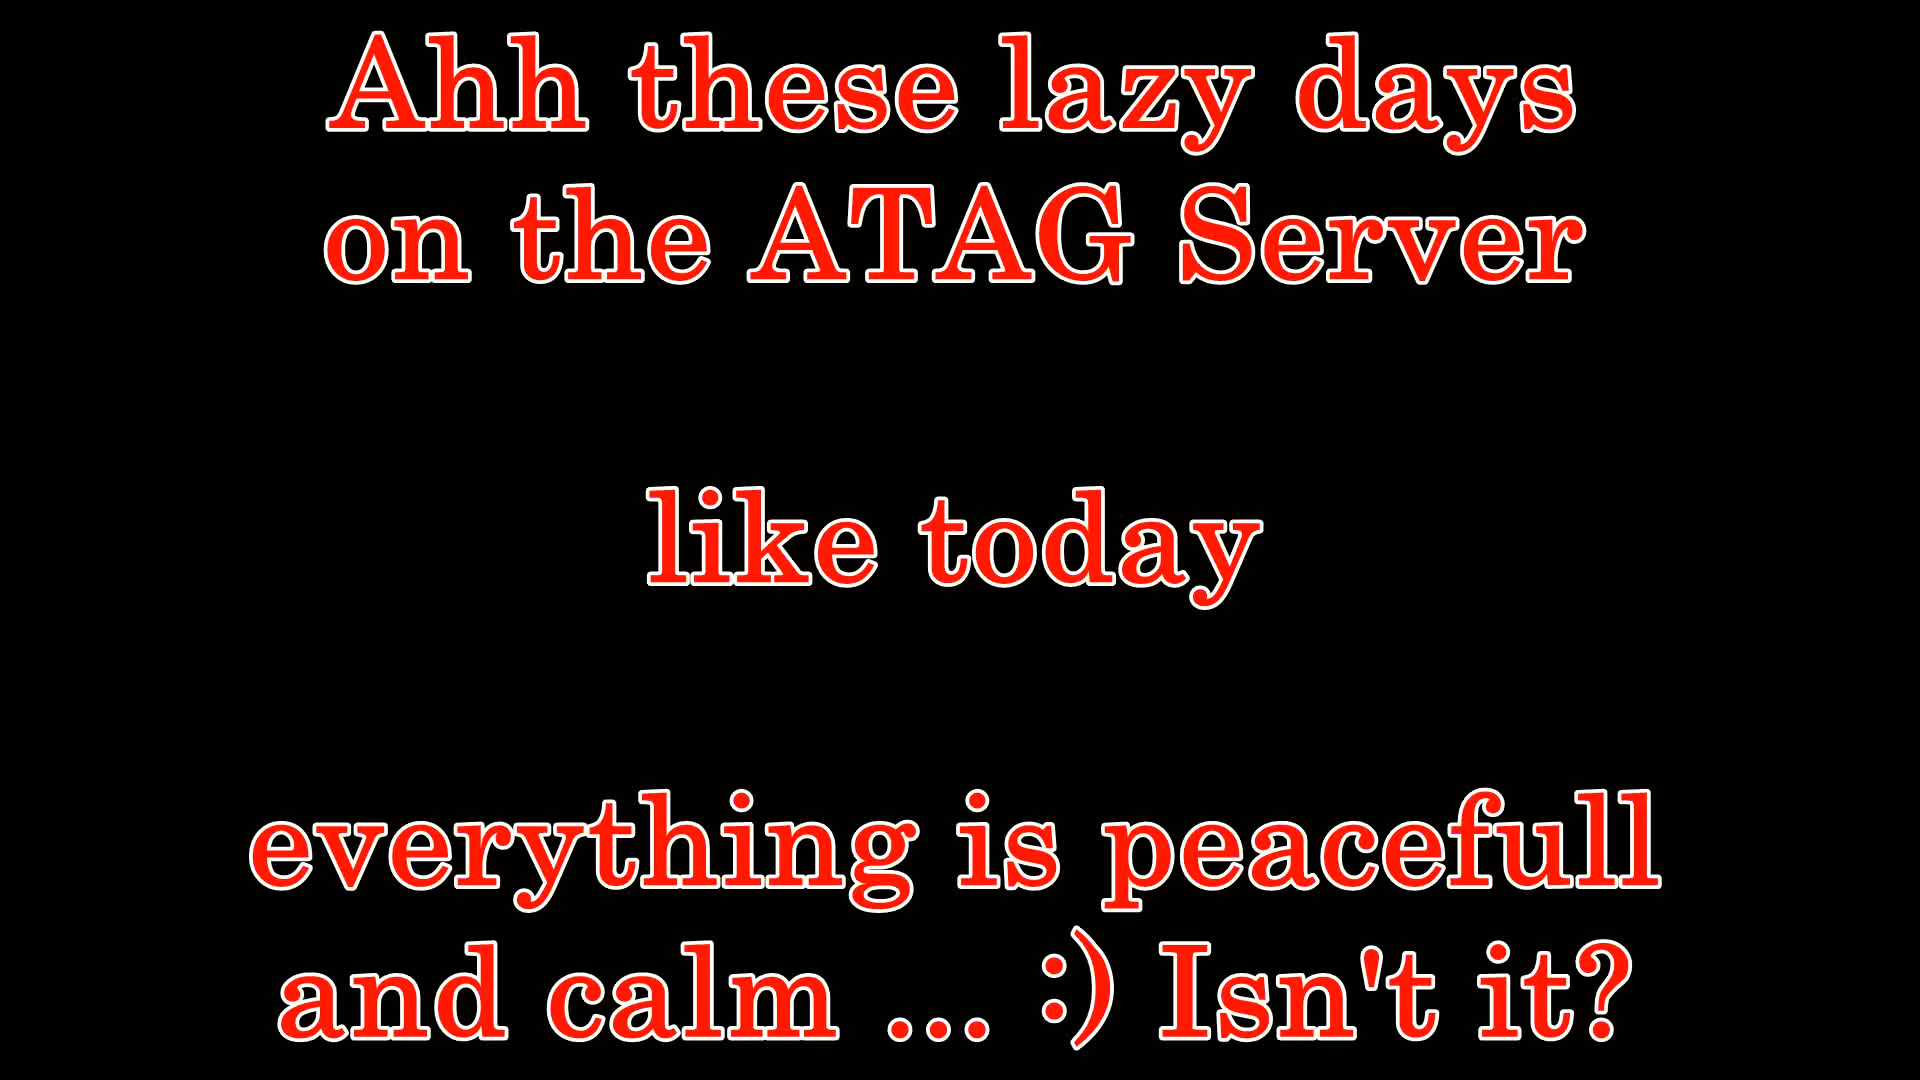 Ahh these lazy days
on the ATAG Server
like today
everything is peacefull
and calm ... :) Isn't it?